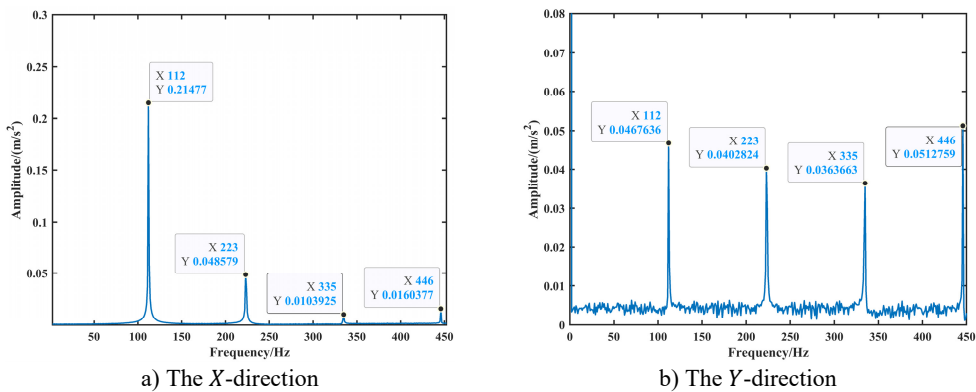 0.3
0.25
0.2
0.15
0.1
0.05
Amplitude/(m/s²)
X 112
Y 0.21477
X 223
Y 0.048579
X 335
Y 0.0103925
X 446
Y 0.0160377
50 100 150 200 250 300 350 400 450
Frequency/Hz
a) The X-direction
0.08
0.07
0.06
0.05
0.04
0.03
0.02
0.01
0
Amplitude/(m/s²)
X 112
Y 0.0467636
X 223
Y 0.0402824
X 335
Y 0.0363663
X 446
Y 0.0512759
0 50 100 150 200 250 300 350 400 450
Frequency/Hz
b) The Y-direction